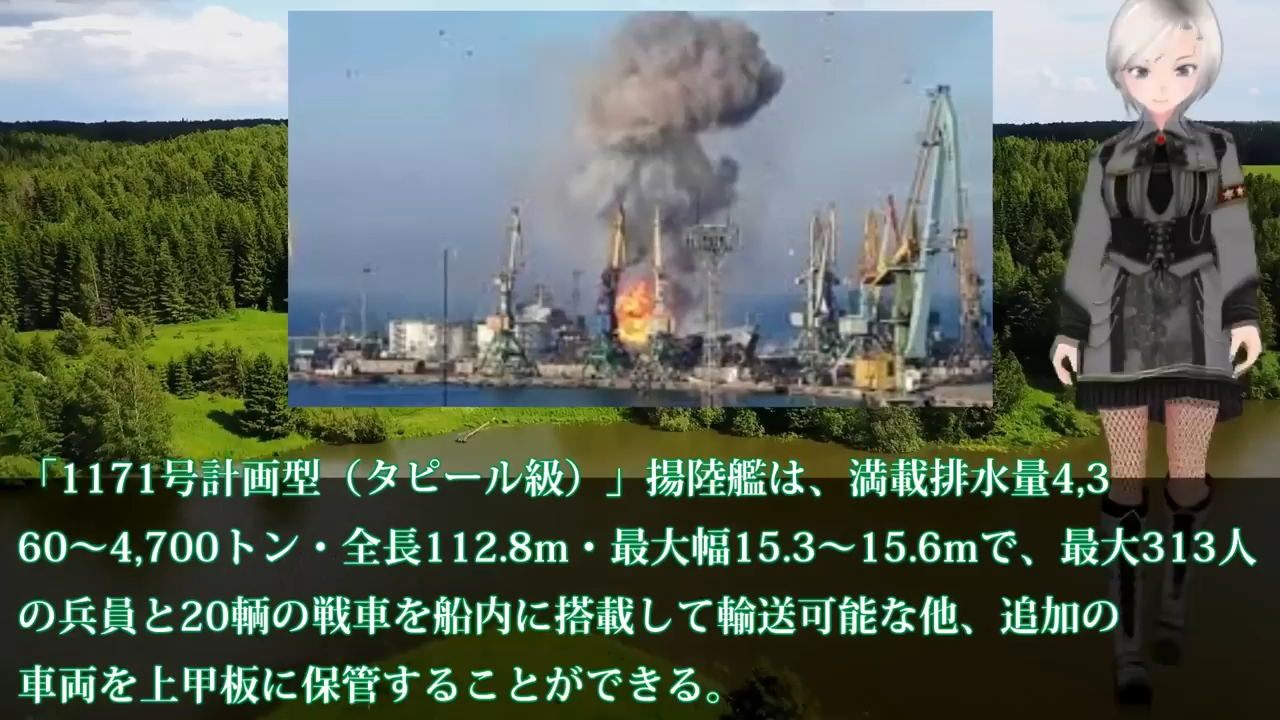 「1171号計画型（タピール級）」揚陸艦は、満載排水量4,3
60～4,700トン・全長112.8m・最大幅15.3～15.6mで、最大313人
の兵員と20輌の戦車を船内に搭載して輸送可能な他、追加の
車両を上甲板に保管することができる。